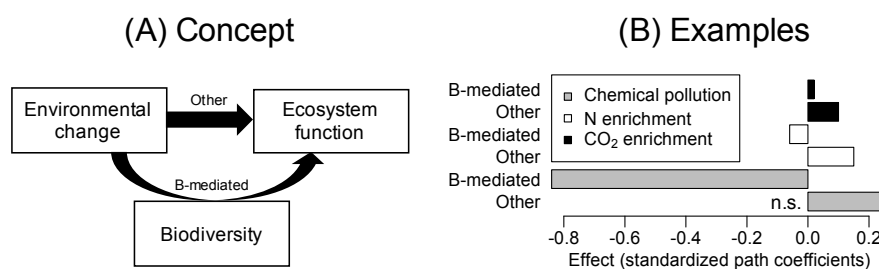 (A) Concept
Environmental
change
Other
Ecosystem
function
B-mediated
Biodiversity
(B) Examples
B-mediated
Other
B-mediated
Other
B-mediated
Other
Chemical pollution
N enrichment
CO₂ enrichment
n.s.
-0.8 -0.6 -0.4 -0.2 0.0 0.2
Effect (standardized path coefficients)